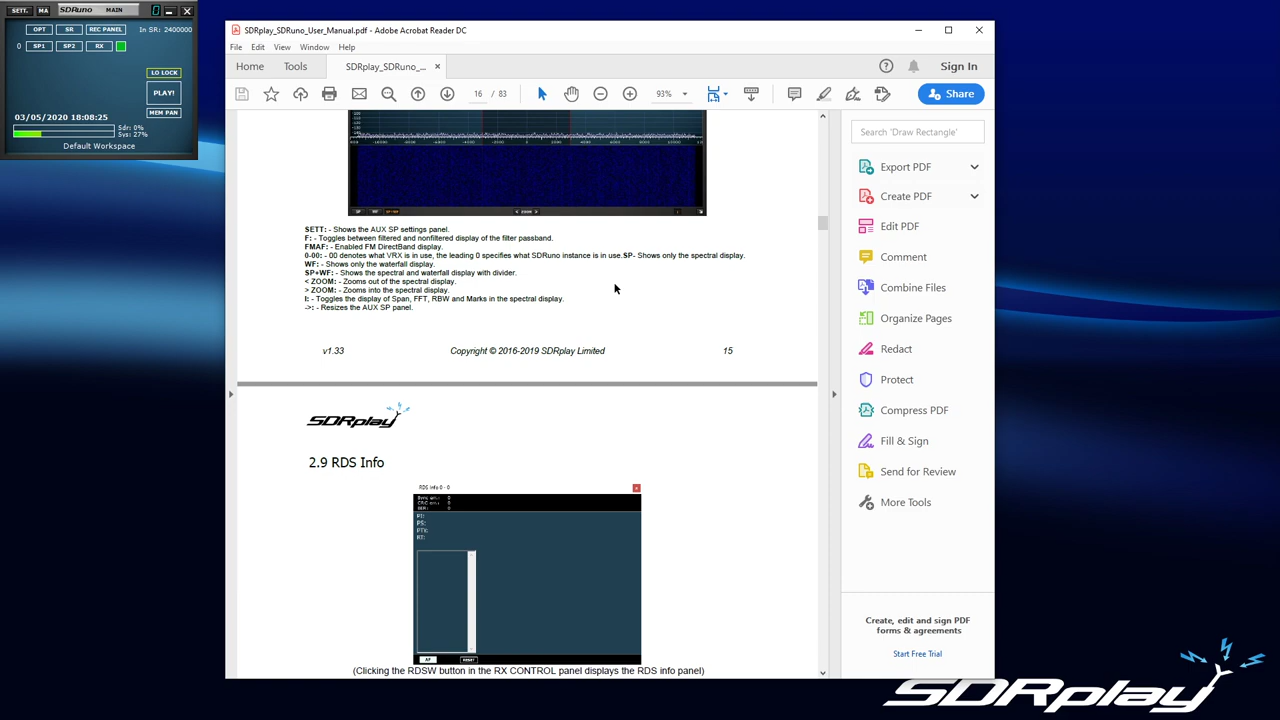 SETT. MA SDRuno MAIN
OPT SR REC PANEL In SR: 2400000
0 SP1 SP2 RX
LO LOCK
PLAY!
MEM PAN
03/05/2020 18:08:25
Sdr: 0%
Sys: 27%
Default Workspace
SDRplay_SDRuno_User_Manual.pdf - Adobe Acrobat Reader DC
File Edit View Window Help
Home Tools SDRplay_SDRuno_... × Sign In
16 / 83 93% Share
SETT: - Shows the AUX SP settings panel.
F: - Toggles between filtered and nonfiltered display of the filter passband.
FMAF: - Enabled FM DirectBand display.
0-00: - 00 denotes what VRX is in use, the leading 0 specifies what SDRuno instance is in use.SP- Shows only the spectral display.
WF: - Shows only the waterfall display.
SP+WF: - Shows the spectral and waterfall display with divider.
< ZOOM: - Zooms out of the spectral display.
> ZOOM: - Zooms into the spectral display.
I: - Toggles the display of Span, FFT, RBW and Marks in the spectral display.
->: - Resizes the AUX SP panel.
v1.33 Copyright © 2016-2019 SDRplay Limited 15
SDRplay
2.9 RDS Info
RDS Info 0 - 0
PI:
PS:
PTY:
RT:
RESET
(Clicking the RDSW button in the RX CONTROL panel displays the RDS info panel)
Search 'Draw Rectangle'
Export PDF
Create PDF
Edit PDF
Comment
Combine Files
Organize Pages
Redact
Protect
Compress PDF
Fill & Sign
Send for Review
More Tools
Create, edit and sign PDF
forms & agreements
Start Free Trial
SDRplay